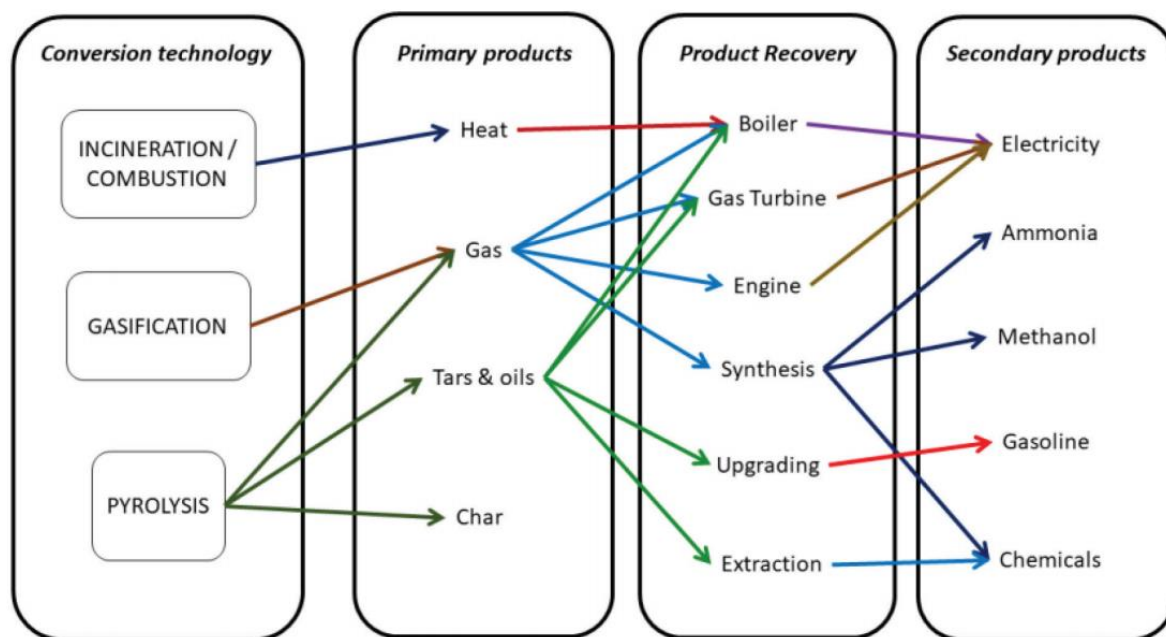 Conversion technology
INCINERATION /
COMBUSTION
GASIFICATION
PYROLYSIS
Primary products
Heat
Gas
Tars & oils
Char
Product Recovery
Boiler
Gas Turbine
Engine
Synthesis
Upgrading
Extraction
Secondary products
Electricity
Ammonia
Methanol
Gasoline
Chemicals